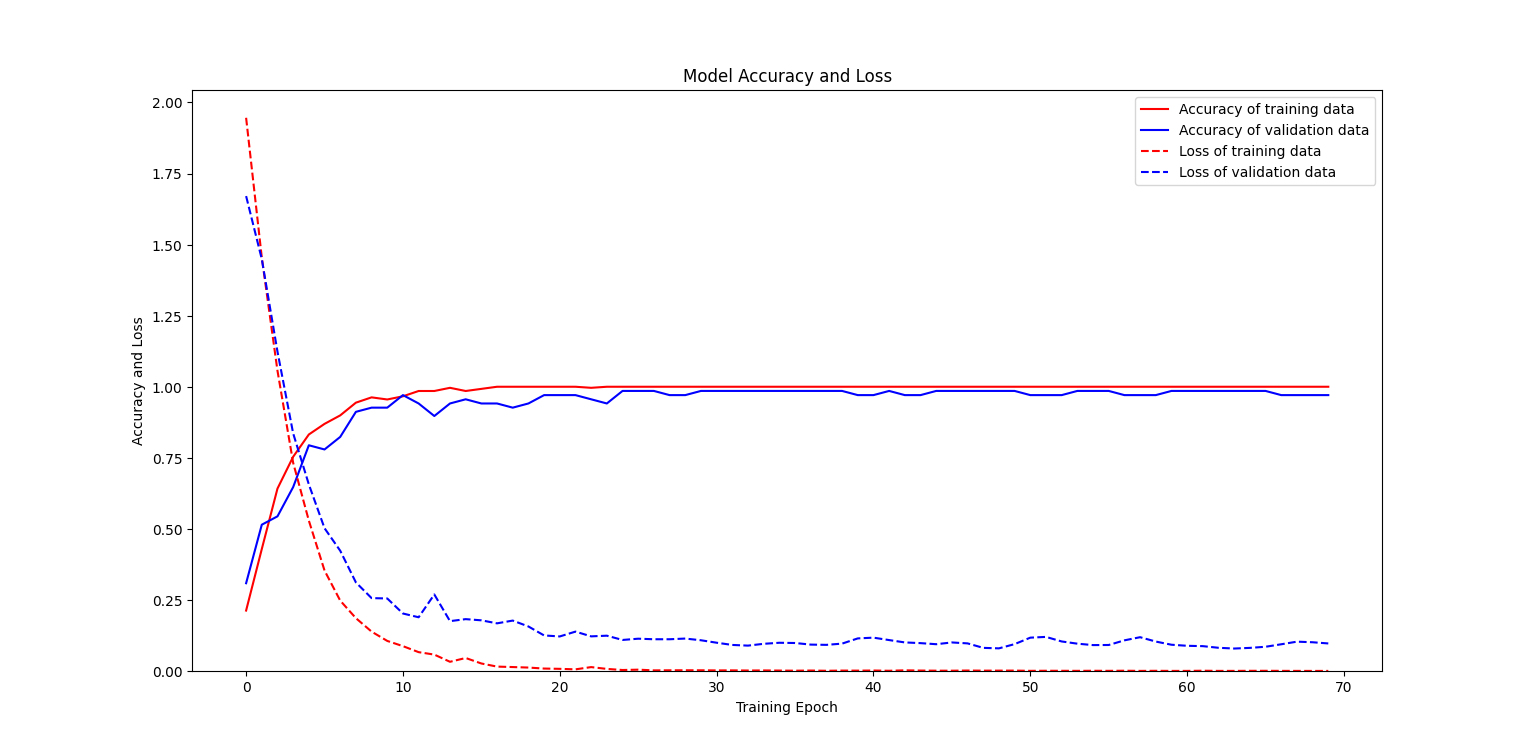 Model Accuracy and Loss
Accuracy of training data
Accuracy of validation data
Loss of training data
Loss of validation data
Accuracy and Loss
2.00
1.75
1.50
1.25
1.00
0.75
0.50
0.25
0.00
0 10 20 30 40 50 60 70
Training Epoch